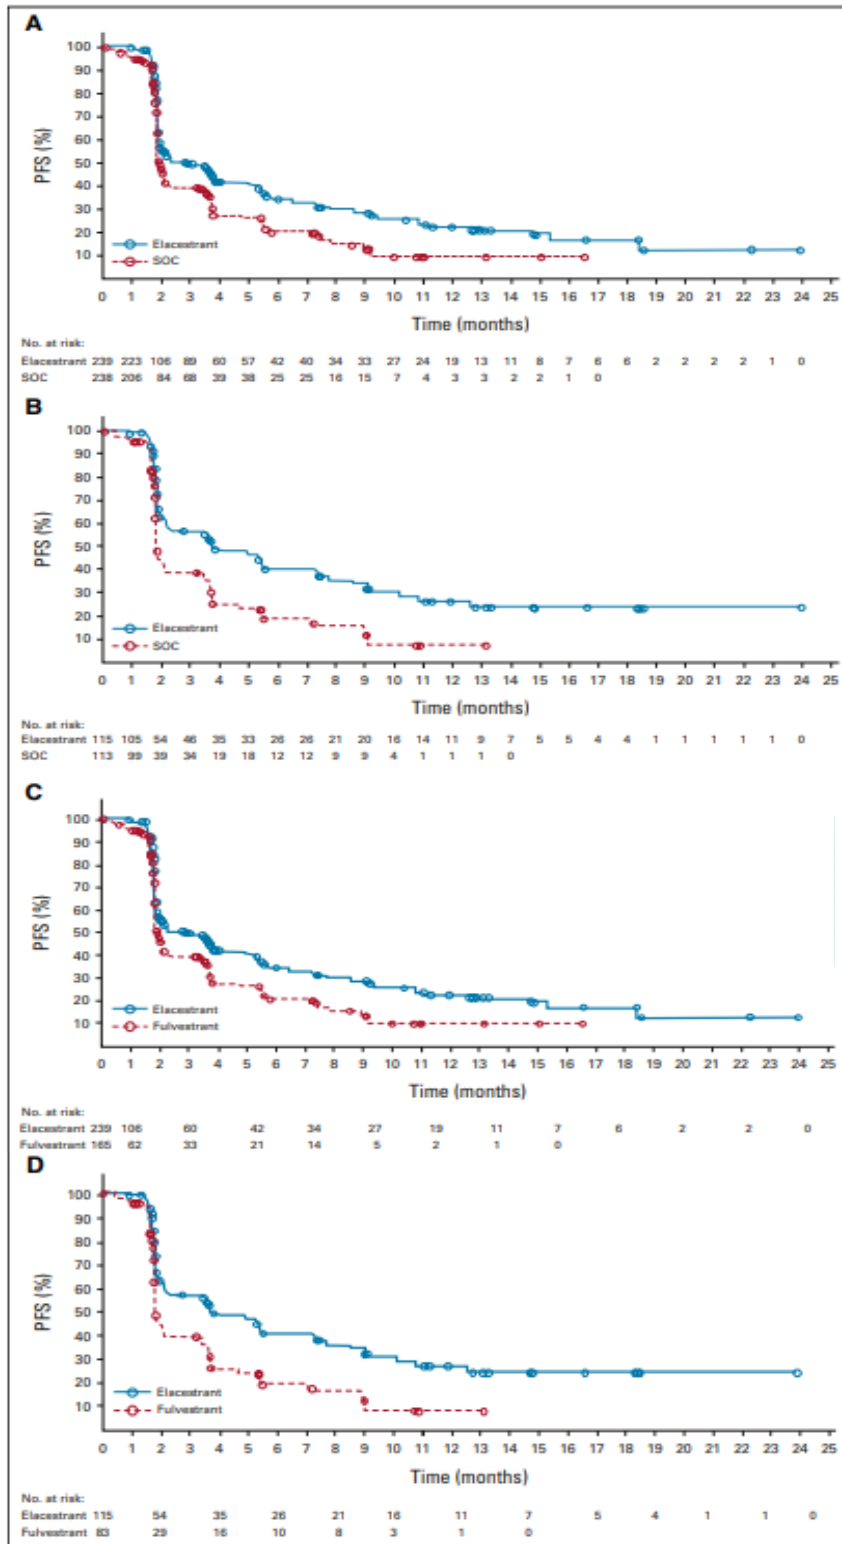 A
100
90
80
70
60
50
40
30
20
10
PFS (%)
Elacestrant
SOC
0 1 2 3 4 5 6 7 8 9 10 11 12 13 14 15 16 17 18 19 20 21 22 23 24 25
Time (months)
No. at risk:
Elacestrant 239 223 106 89 60 57 42 40 34 33 27 24 19 13 11 8 7 6 6 2 2 2 2 1 0
SOC 238 206 84 68 39 38 25 25 16 15 7 4 3 3 2 2 1 0
B
100
90
80
70
60
50
40
30
20
10
PFS (%)
Elacestrant
SOC
0 1 2 3 4 5 6 7 8 9 10 11 12 13 14 15 16 17 18 19 20 21 22 23 24 25
Time (months)
No. at risk:
Elacestrant 115 105 54 46 35 33 26 26 21 20 16 14 11 9 7 5 5 4 4 1 1 1 1 1 0
SOC 113 99 39 34 19 18 12 12 9 9 4 1 1 1 0
C
100
90
80
70
60
50
40
30
20
10
PFS (%)
Elacestrant
Fulvestrant
0 1 2 3 4 5 6 7 8 9 10 11 12 13 14 15 16 17 18 19 20 21 22 23 24 25
Time (months)
No. at risk:
Elacestrant 239 106 60 42 34 27 19 11 7 6 2 2 0
Fulvestrant 165 62 33 21 14 5 2 1 0
D
100
90
80
70
60
50
40
30
20
10
PFS (%)
Elacestrant
Fulvestrant
0 1 2 3 4 5 6 7 8 9 10 11 12 13 14 15 16 17 18 19 20 21 22 23 24 25
Time (months)
No. at risk:
Elacestrant 115 54 35 26 21 16 11 7 5 4 1 1 0
Fulvestrant 83 29 16 10 8 3 1 0